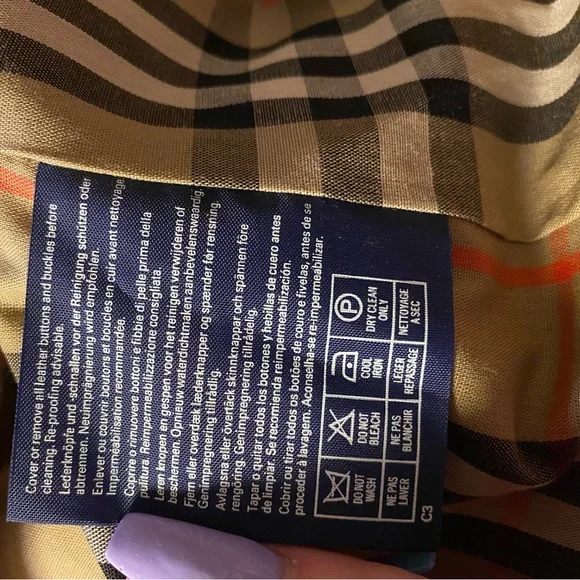 Cover or remove all leather buttons and buckles before
cleaning. Re-proofing advisable.
Lederknöpfe und -schnallen vor der Reinigung schützen oder
abtrennen. Neuimprägnierung wird empfohlen.
Enlever ou couvrir boutons et boucles en cuir avant nettoyage
Imperméabilisation recommandée.
Coprire o rimuovere bottoni e fibbie di pelle prima della
pulitura. Reimpermeabilizzazione consigliata.
Leren knopen en gespen voor het reinigen verwijderen of
beschermen. Opnieuw waterdicht maken aanbevelenswaardig.
Fjern eller overdæk læderknapper og spænder før rensning.
Genimprægnering tilrådlig.
Avlägsna eller övertäck skinnknappar och spännen före
rengöring. Genimpregnering tillrådlig.
Tapar o quitar todos los botones y hebillas de cuero antes
de limpiar. Se recomienda reimpermeabilización.
Cobrir ou tirar todos os botões de couro e fivelas, antes de se
proceder à lavagem. Aconselha-se re-impermeabilizar.
DO NOT
WASH
DO NOT
BLEACH
COOL
IRON
P
DRY CLEAN
ONLY
NE PAS
LAVER
NE PAS
BLANCHIR
LEGER
REPASSAGE
NETTOYAGE
A SEC
C3